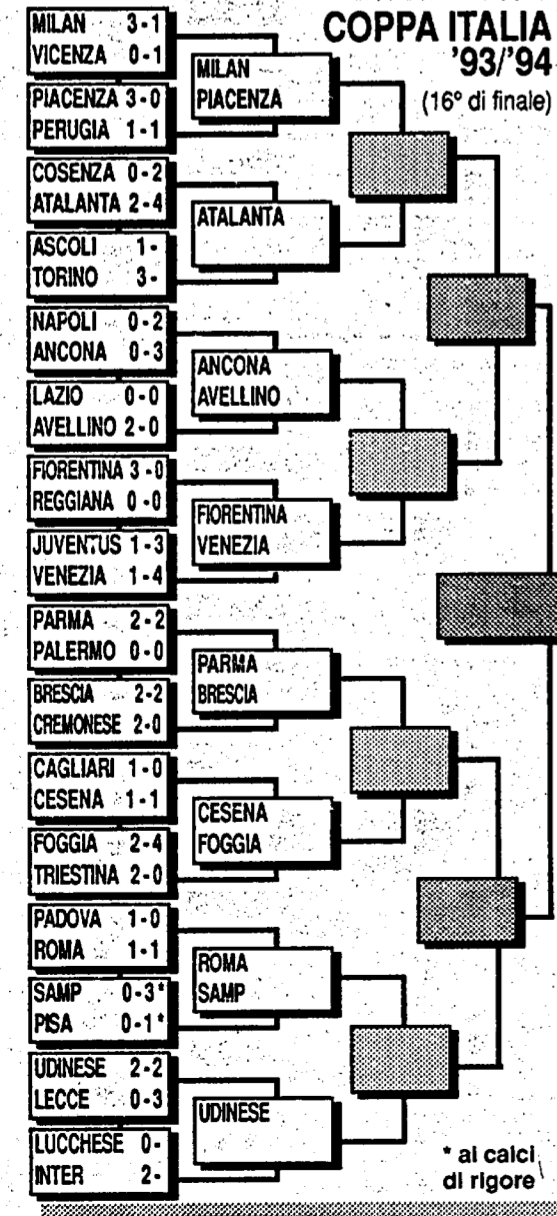 COPPA ITALIA
'93/'94
(16° di finale)
MILAN 3-1
VICENZA 0-1
PIACENZA 3-0
PERUGIA 1-1
COSENZA 0-2
ATALANTA 2-4
ASCOLI 1-
TORINO 3-
NAPOLI 0-2
ANCONA 0-3
LAZIO 0-0
AVELLINO 2-0
FIORENTINA 3-0
REGGIANA 0-0
JUVENTUS 1-3
VENEZIA 1-4
PARMA 2-2
PALERMO 0-0
BRESCIA 2-2
CREMONESE 2-0
CAGLIARI 1-0
CESENA 1-1
FOGGIA 2-4
TRIESTINA 2-0
PADOVA 1-0
ROMA 1-1
SAMP 0-3*
PISA 0-1*
UDINESE 2-2
LECCE 0-3
LUCCHESE 0-
INTER 2-
MILAN
PIACENZA
ATALANTA
ANCONA
AVELLINO
FIORENTINA
VENEZIA
PARMA
BRESCIA
CESENA
FOGGIA
ROMA
SAMP
UDINESE
* ai calci
di rigore